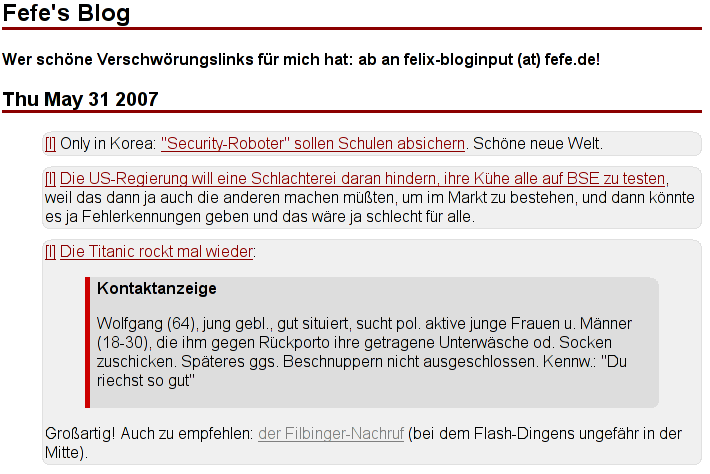 Fefe's Blog
Wer schöne Verschwörungslinks für mich hat: ab an felix-bloginput (at) fefe.de!
Thu May 31 2007
[l] Only in Korea: "Security-Roboter" sollen Schulen absichern. Schöne neue Welt.
[l] Die US-Regierung will eine Schlachterei daran hindern, ihre Kühe alle auf BSE zu testen,
weil das dann ja auch die anderen machen müßten, um im Markt zu bestehen, und dann könnte
es ja Fehlerkennungen geben und das wäre ja schlecht für alle.
[l] Die Titanic rockt mal wieder:
Kontaktanzeige
Wolfgang (64), jung gebl., gut situiert, sucht pol. aktive junge Frauen u. Männer
(18-30), die ihm gegen Rückporto ihre getragene Unterwäsche od. Socken
zuschicken. Späteres ggs. Beschnuppern nicht ausgeschlossen. Kennw.: "Du
riechst so gut"
Großartig! Auch zu empfehlen: der Filbinger-Nachruf (bei dem Flash-Dingens ungefähr in der
Mitte).